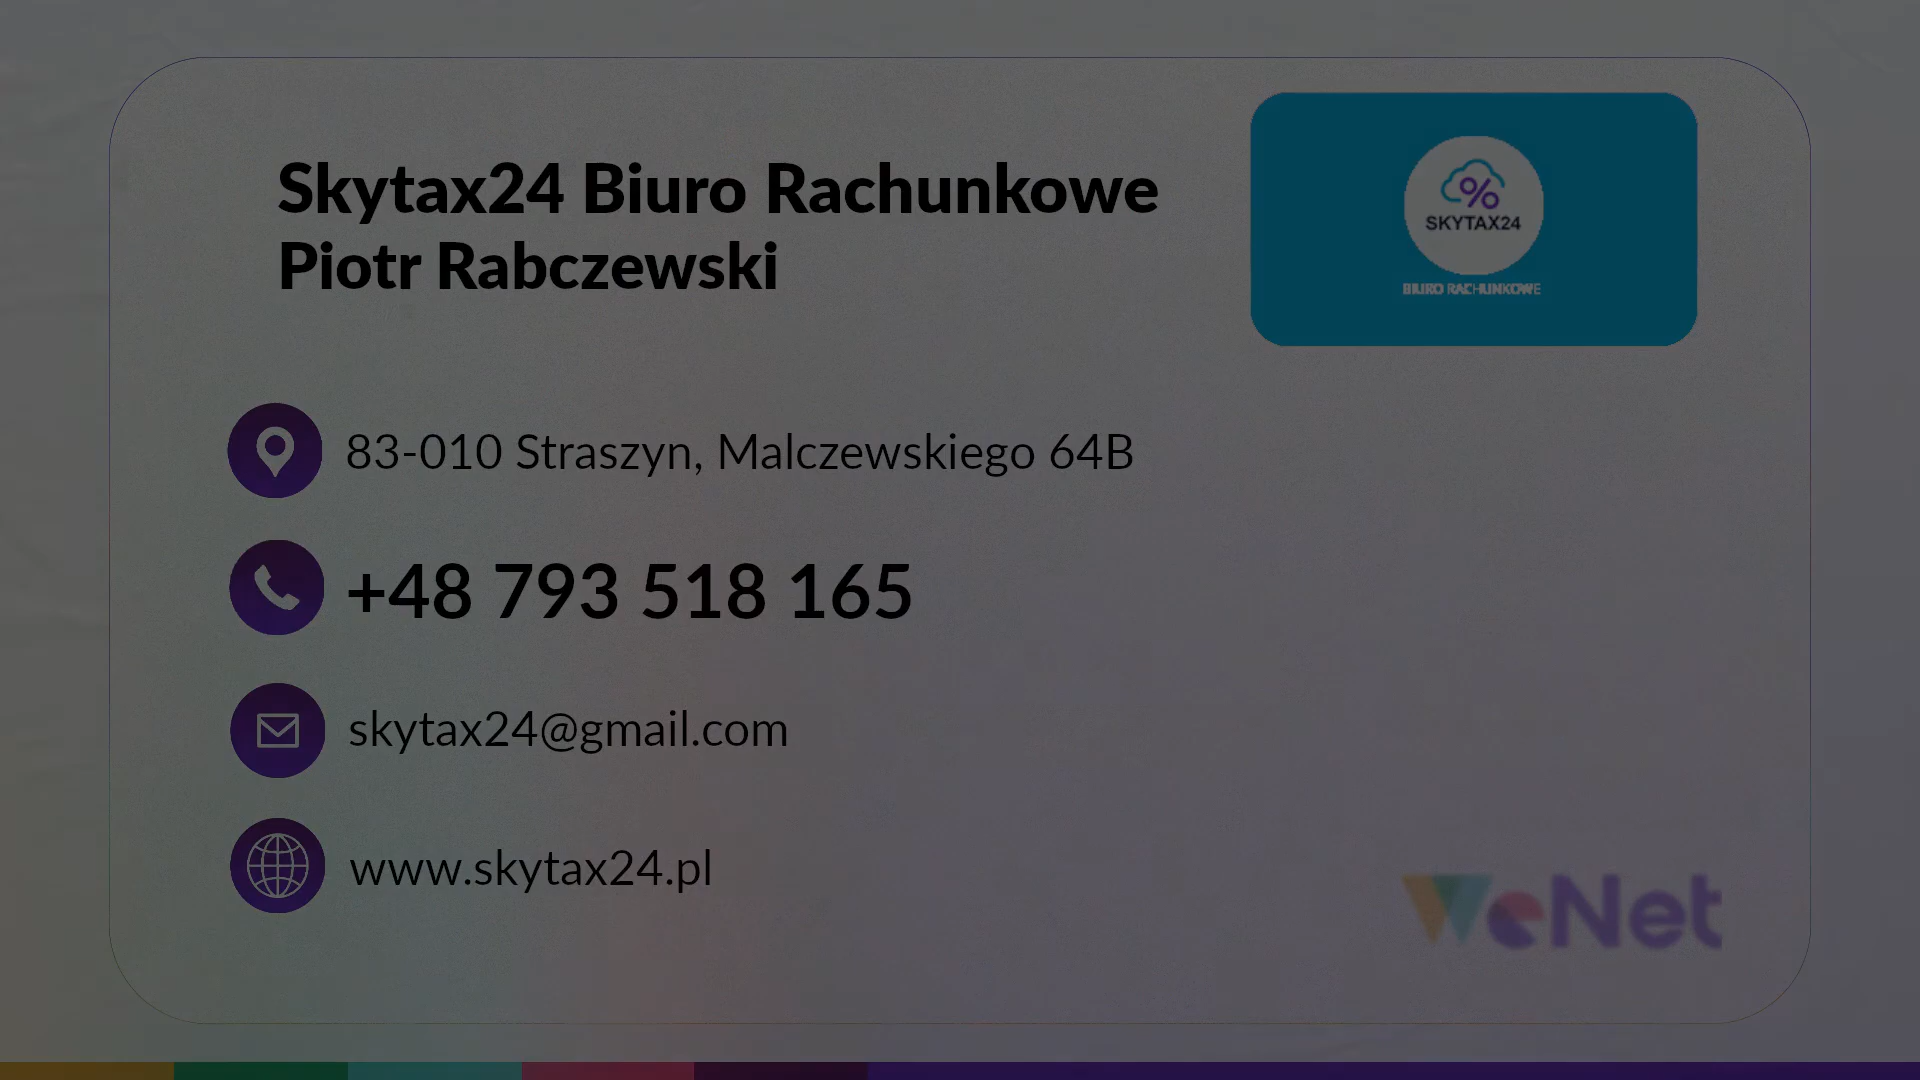 Skytax24 Biuro Rachunkowe
Piotr Rabczewski
SKYTAX24
BIURO RACHUNKOWE
83-010 Straszyn, Malczewskiego 64B
+48 793 518 165
skytax24@gmail.com
www.skytax24.pl
WeNet